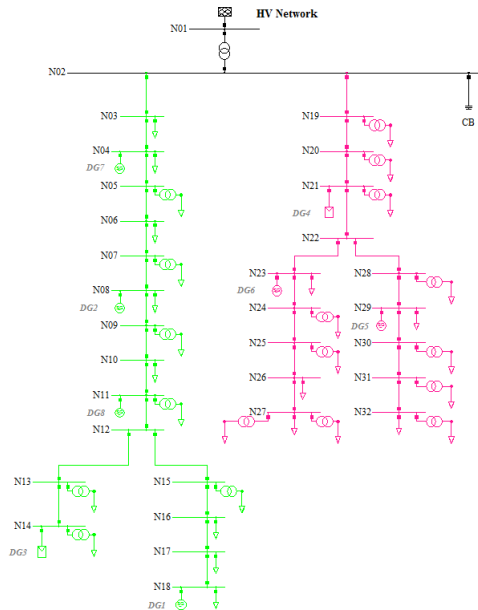 HV Network
N01
N02
CB
N03
N04
DG7
N05
N06
N07
N08
DG2
N09
N10
N11
DG8
N12
N13
N14
DG3
N15
N16
N17
N18
DG1
N19
N20
N21
DG4
N22
N23
DG6
N24
N25
N26
N27
N28
N29
DG5
N30
N31
N32